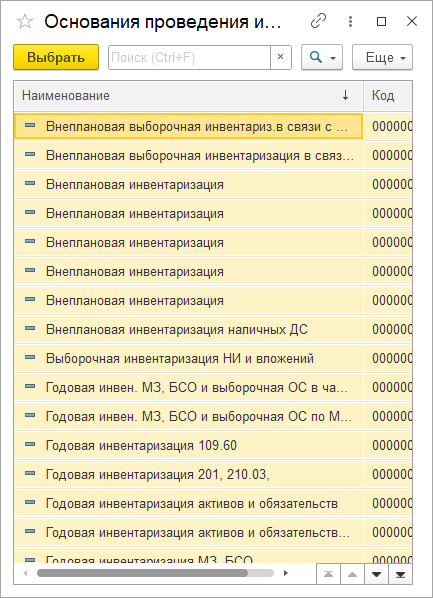 Основания проведения и...
Выбрать
Поиск (Ctrl+F)
×
Еще
Наименование ↓ Код
Внеплановая выборочная инвентариз.в связи с ... 000000
Внеплановая выборочная инвентаризация в связ... 000000
Внеплановая инвентаризация 000000
Внеплановая инвентаризация 000000
Внеплановая инвентаризация 000000
Внеплановая инвентаризация 000000
Внеплановая инвентаризация 000000
Внеплановая инвентаризация наличных ДС 000000
Выборочная инвентаризация НИ и вложений 000000
Годовая инвен. МЗ, БСО и выборочная ОС в ча... 000000
Годовая инвен. МЗ, БСО и выборочная ОС по М... 000000
Годовая инвентаризация 109.60 000000
Годовая инвентаризация 201, 210.03, 000000
Годовая инвентаризация активов и обязательств 000000
Годовая инвентаризация активов и обязательств... 000000
Годовая инвентаризация МЗ, БСО 000000